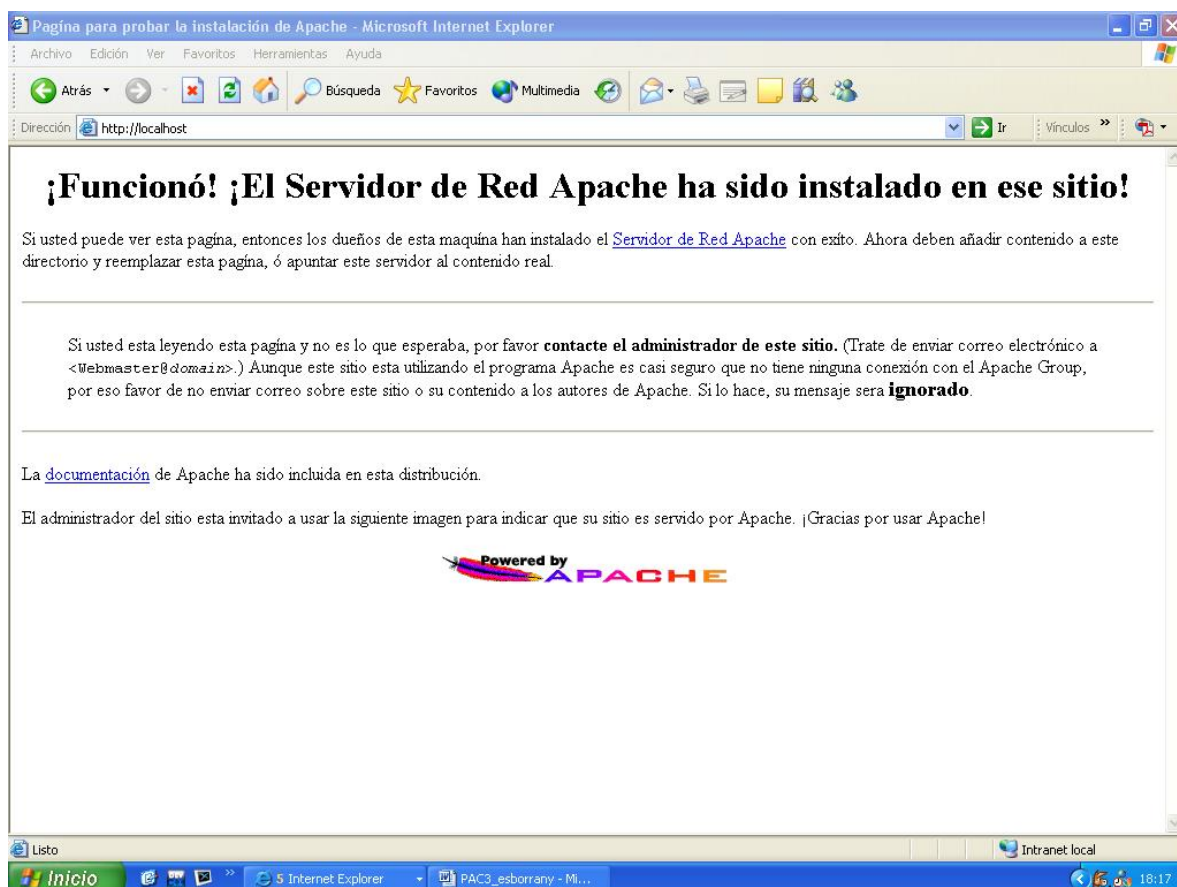 Pagína para probar la instalación de Apache - Microsoft Internet Explorer
Archivo Edición Ver Favoritos Herramientas Ayuda
Atrás Búsqueda Favoritos Multimedia
Dirección http://localhost Ir Vínculos »
¡Funcionó! ¡El Servidor de Red Apache ha sido instalado en ese sitio!
Si usted puede ver esta pagína, entonces los dueños de esta maquína han instalado el Servidor de Red Apache con exíto. Ahora deben añadir contenido a este
directorio y reemplazar esta pagína, ó apuntar este servidor al contenido real.
Si usted esta leyendo esta pagína y no es lo que esperaba, por favor contacte el administrador de este sitio. (Trate de enviar correo electrónico a
<Webmaster@domain>.) Aunque este sitio esta utilizando el programa Apache es casi seguro que no tiene ninguna conexión con el Apache Group,
por eso favor de no enviar correo sobre este sitio o su contenido a los autores de Apache. Si lo hace, su mensaje sera ignorado.
La documentación de Apache ha sido incluida en esta distribución.
El administrador del sitio esta invitado a usar la siguiente imagen para indicar que su sitio es servido por Apache. ¡Gracias por usar Apache!
Powered by
APACHE
Listo Intranet local
Inicio » 5 Internet Explorer PAC3_esborrany - Mi... 18:17